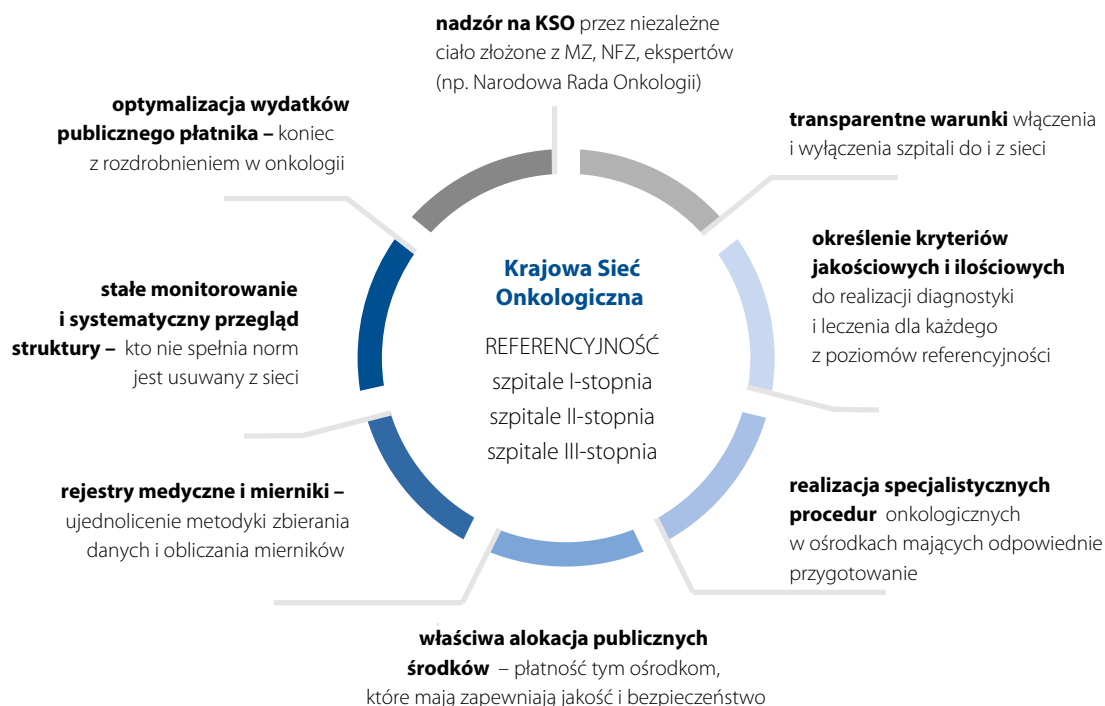 nadzór na KSO przez niezależne
ciało złożone z MZ, NFZ, ekspertów
(np. Narodowa Rada Onkologii)
transparentne warunki włączenia
i wyłączenia szpitali do i z sieci
określenie kryteriów
jakościowych i ilościowych
do realizacji diagnostyki
i leczenia dla każdego
z poziomów referencyjności
realizacja specjalistycznych
procedur onkologicznych
w ośrodkach mających odpowiednie
przygotowanie
właściwa alokacja publicznych
środków – płatność tym ośrodkom,
które mają zapewniają jakość i bezpieczeństwo
rejestry medyczne i mierniki –
ujednolicenie metodyki zbierania
danych i obliczania mierników
stałe monitorowanie
i systematyczny przegląd
struktury – kto nie spełnia norm
jest usuwany z sieci
optymalizacja wydatków
publicznego płatnika – koniec
z rozdrobnieniem w onkologii
Krajowa Sieć
Onkologiczna
REFERENCYJNOŚĆ
szpitale I-stopnia
szpitale II-stopnia
szpitale III-stopnia